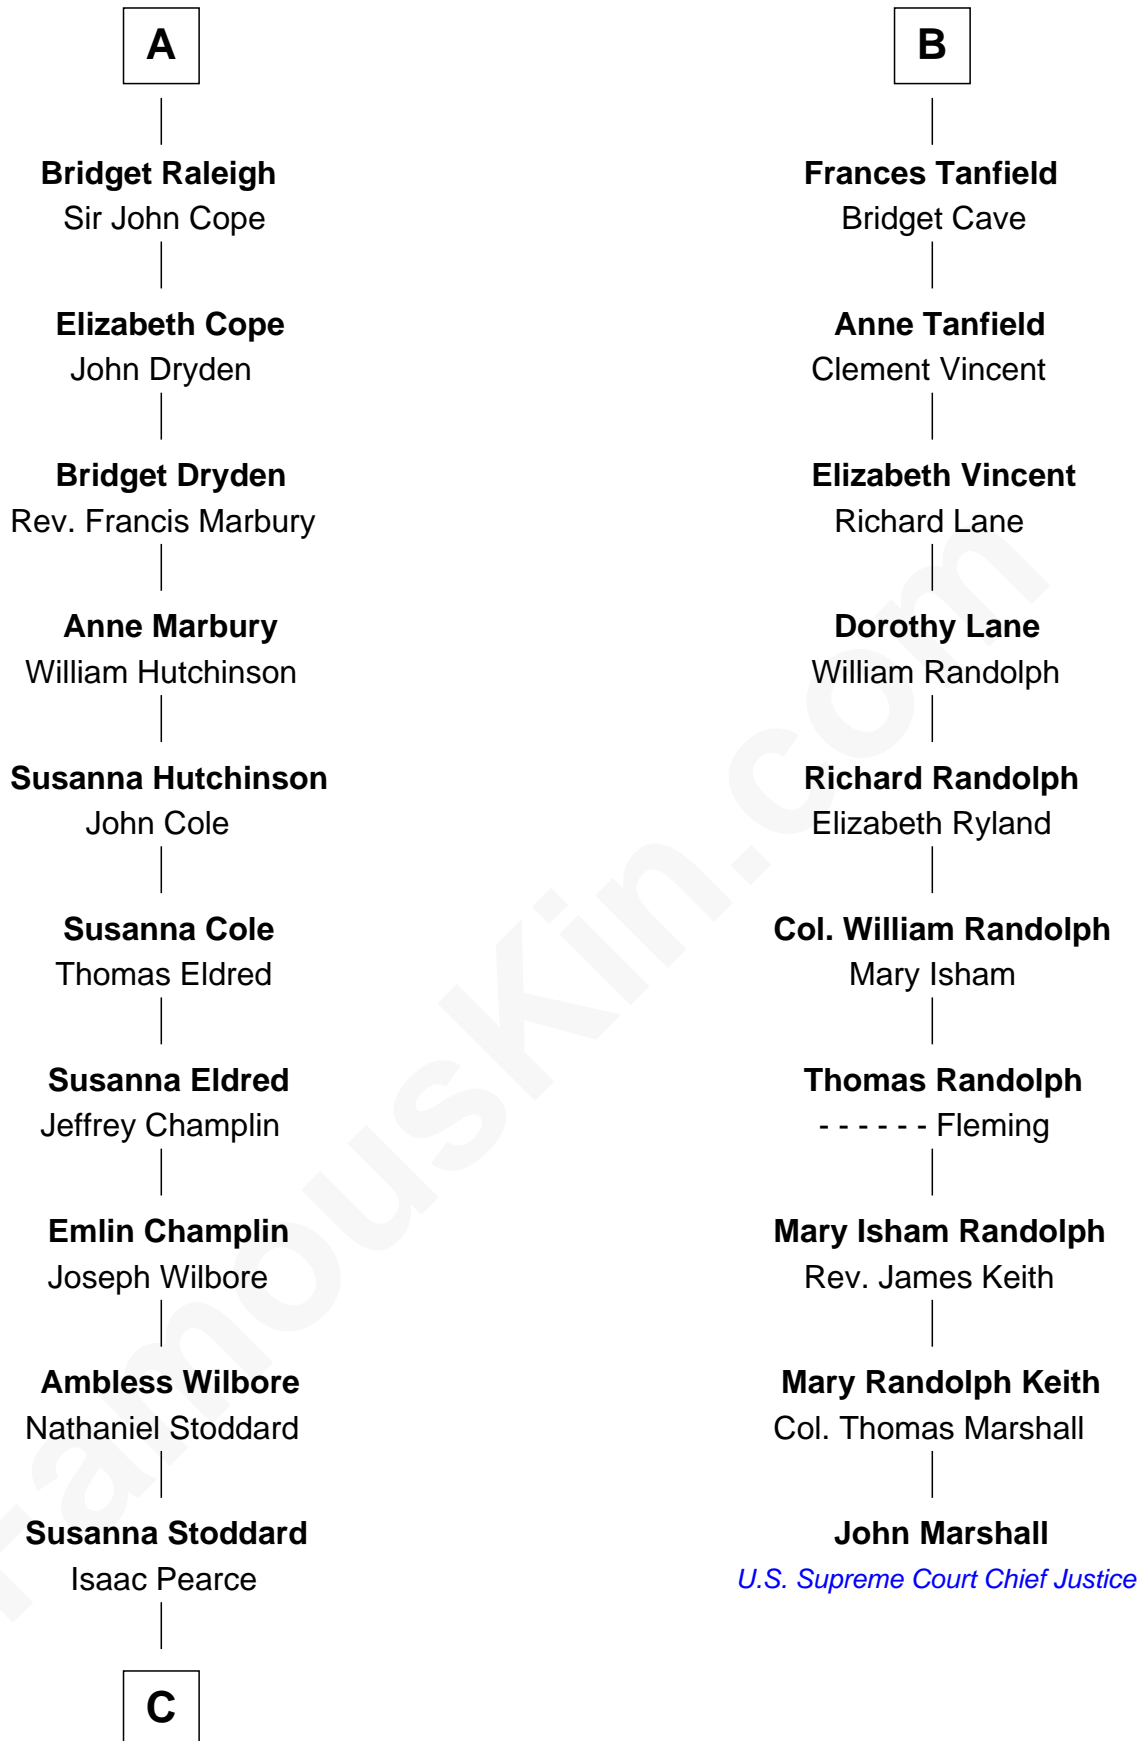 A
Bridget Raleigh
Sir John Cope
Elizabeth Cope
John Dryden
Bridget Dryden
Rev. Francis Marbury
Anne Marbury
William Hutchinson
Susanna Hutchinson
John Cole
Susanna Cole
Thomas Eldred
Susanna Eldred
Jeffrey Champlin
Emlin Champlin
Joseph Wilbore
Ambless Wilbore
Nathaniel Stoddard
Susanna Stoddard
Isaac Pearce
C
B
Frances Tanfield
Bridget Cave
Anne Tanfield
Clement Vincent
Elizabeth Vincent
Richard Lane
Dorothy Lane
William Randolph
Richard Randolph
Elizabeth Ryland
Col. William Randolph
Mary Isham
Thomas Randolph
- - - - - - Fleming
Mary Isham Randolph
Rev. James Keith
Mary Randolph Keith
Col. Thomas Marshall
John Marshall
U.S. Supreme Court Chief Justice
FamousKin.com